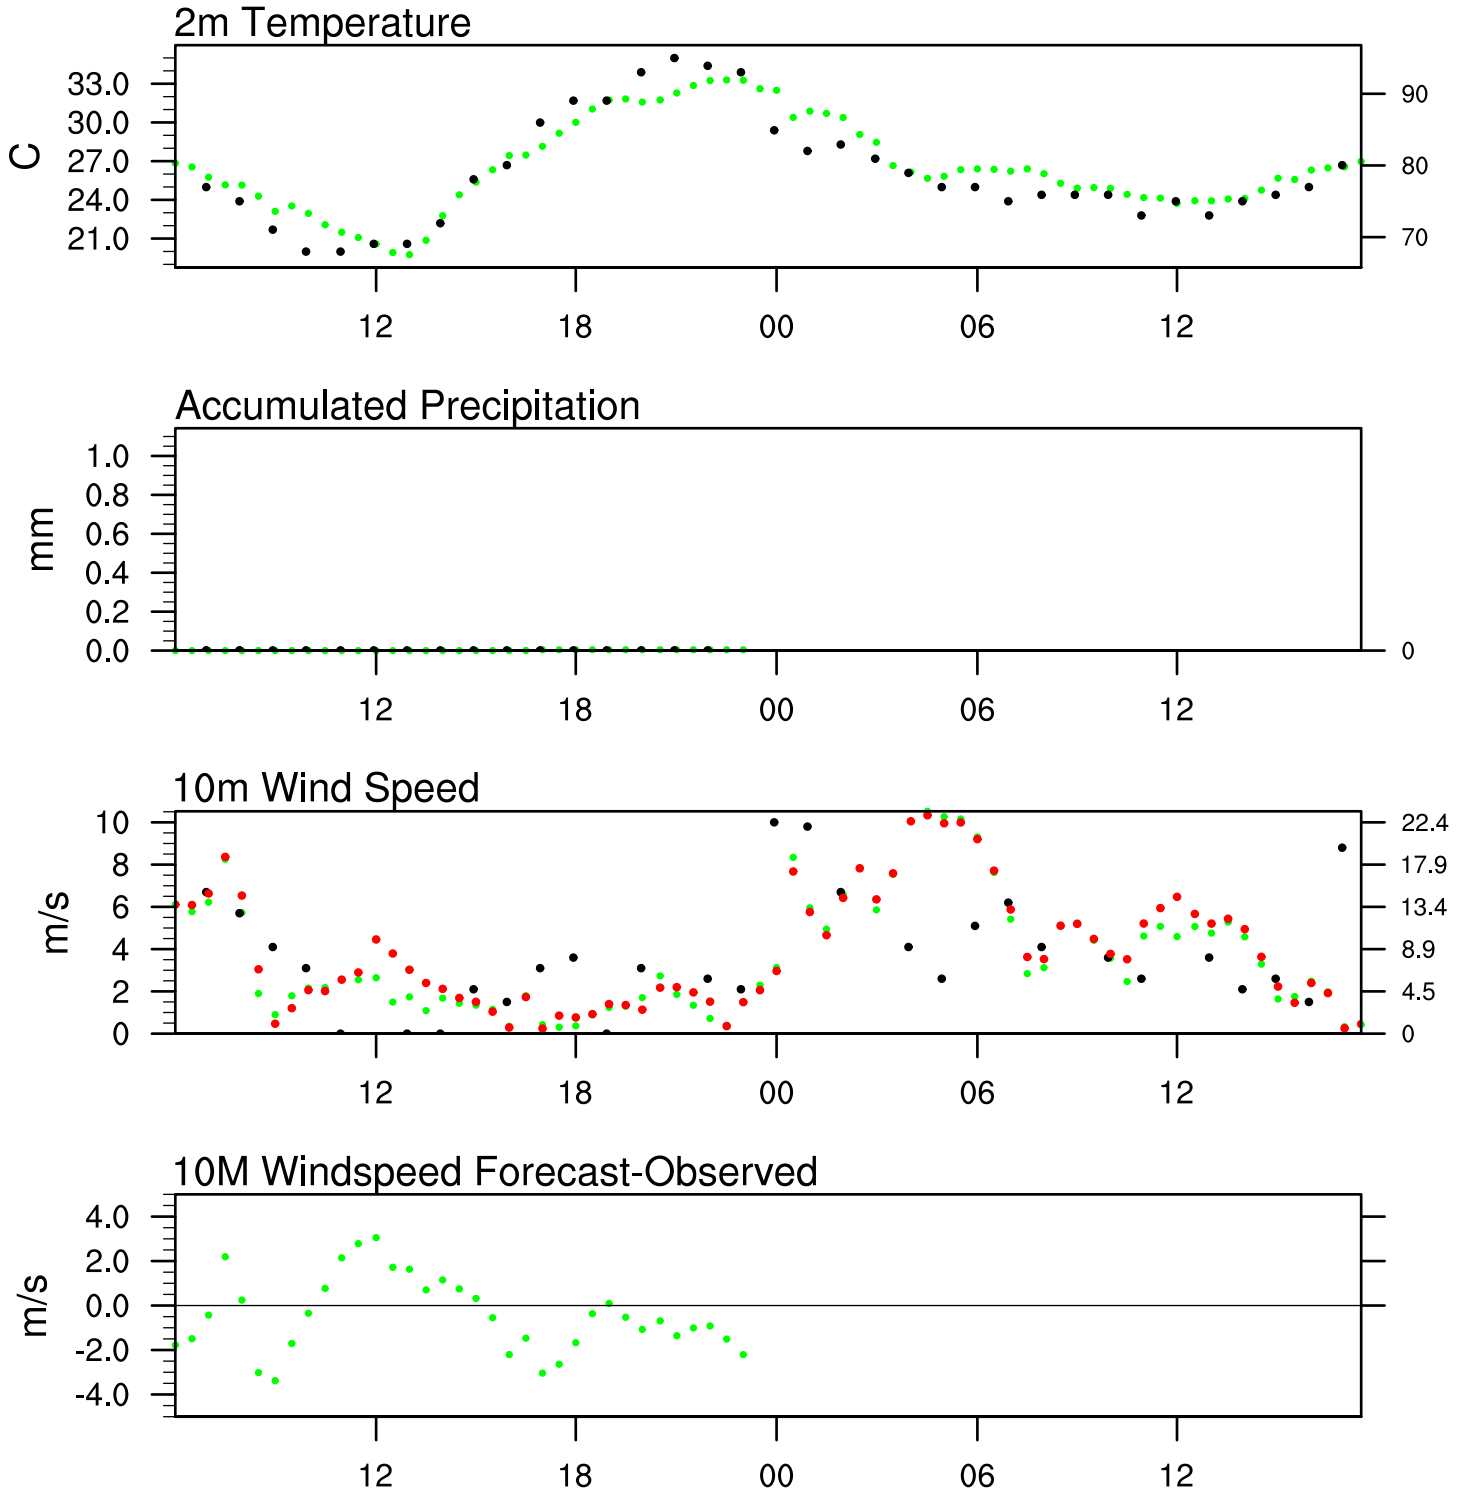 2m Temperature
33.0
30.0
27.0
24.0
21.0
C
90
80
70
12 18 00 06 12
Accumulated Precipitation
1.0
0.8
0.6
0.4
0.2
0.0
mm
0
12 18 00 06 12
10m Wind Speed
10
8
6
4
2
0
m/s
22.4
17.9
13.4
8.9
4.5
0
12 18 00 06 12
10M Windspeed Forecast-Observed
4.0
2.0
0.0
-2.0
-4.0
m/s
12 18 00 06 12